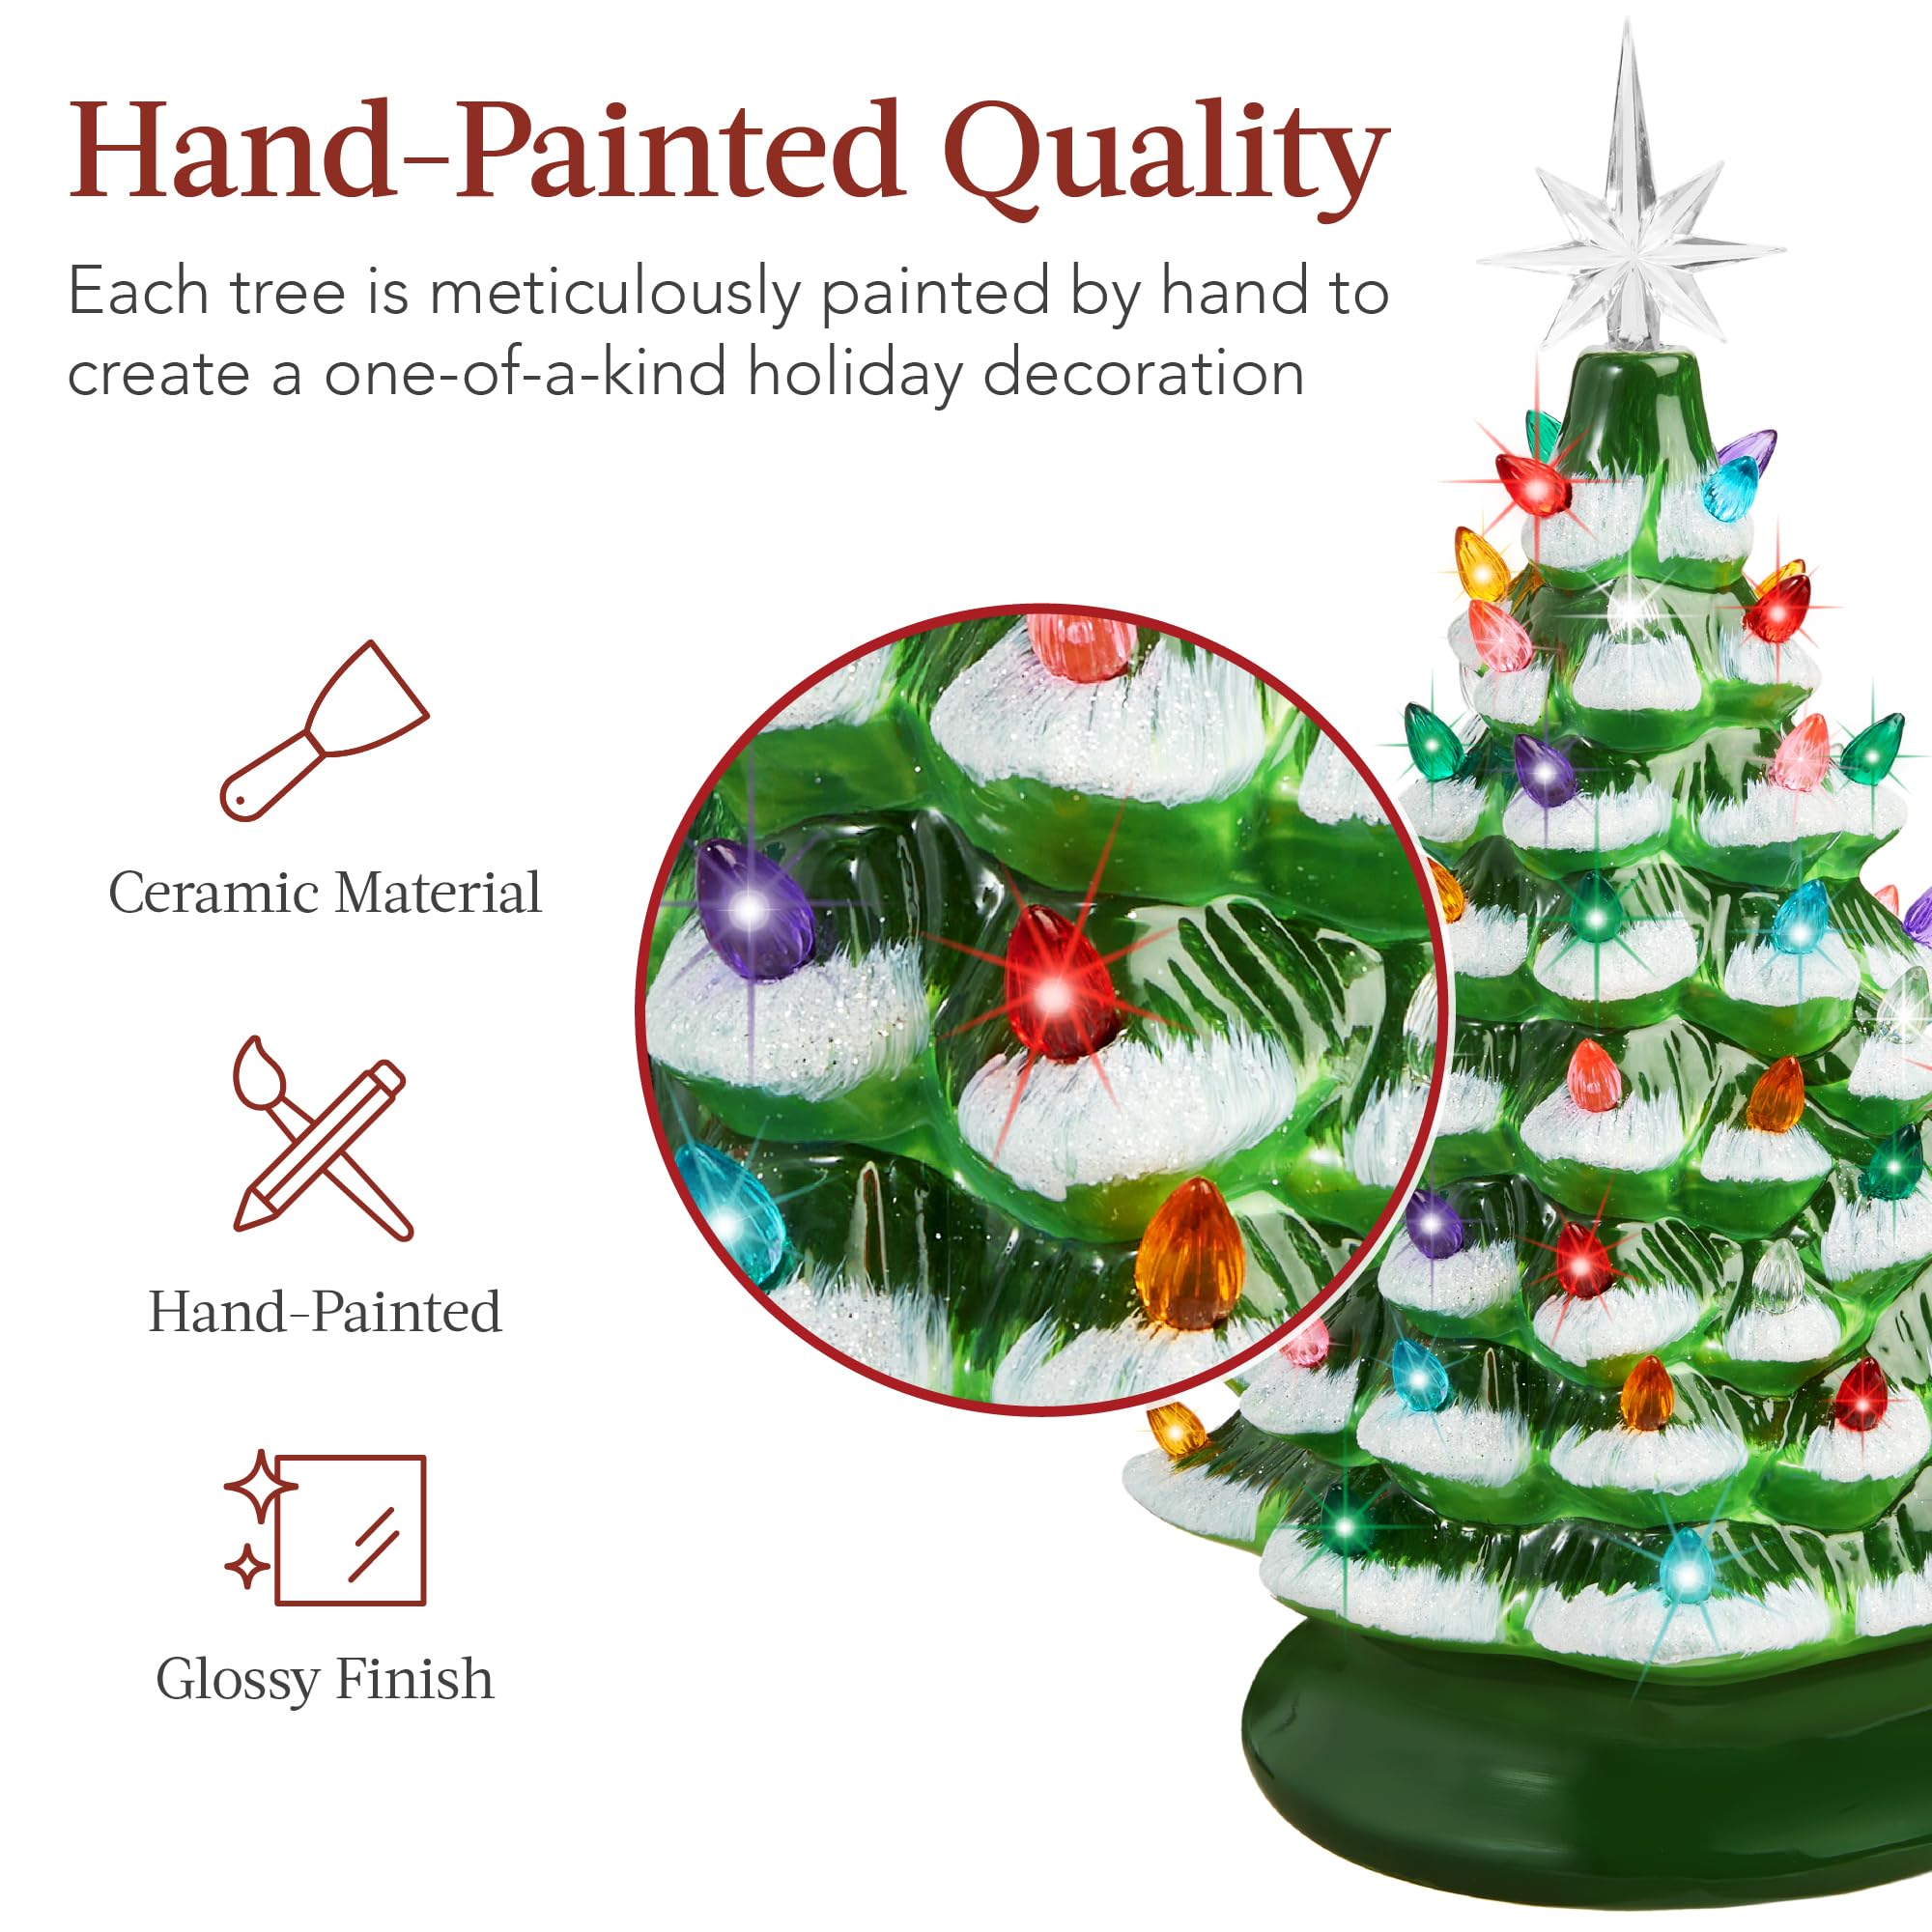 Hand-Painted Quality
Each tree is meticulously painted by hand to
create a one-of-a-kind holiday decoration
Ceramic Material
Hand-Painted
Glossy Finish